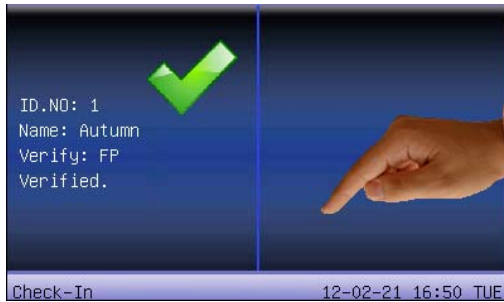 ID.NO: 1
Name: Autumn
Verify: FP
Verified.
Check-In
12-02-21 16:50 TUE